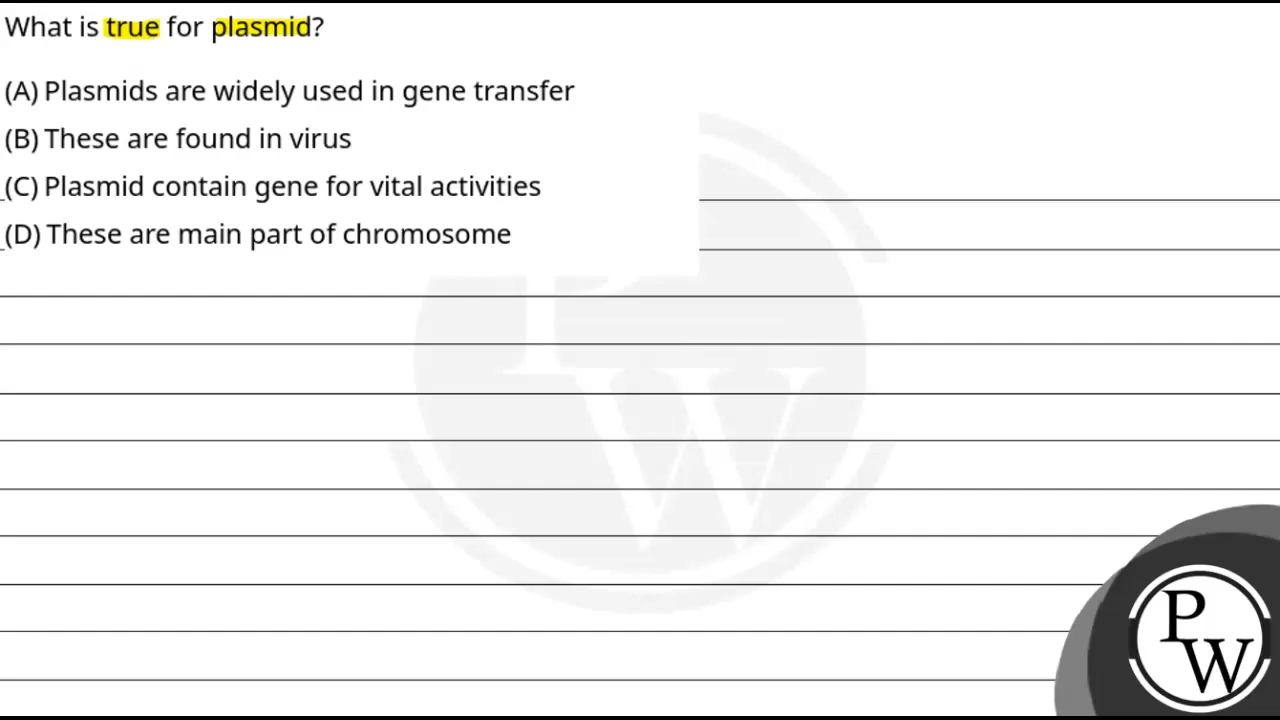 What is true for plasmid?
(A) Plasmids are widely used in gene transfer
(B) These are found in virus
(C) Plasmid contain gene for vital activities
(D) These are main part of chromosome
P
W
P
W